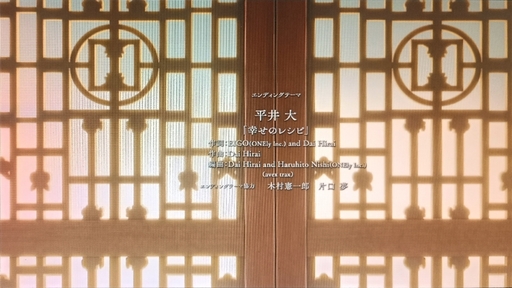 エンディングテーマ
平井 大
『幸せのレシピ』
作詞：EIGO(ONEly Inc.) and Dai Hirai
作曲：Dai Hirai
編曲：Dai Hirai and Haruhito Nishi(ONEly Inc.)
(avex trax)
エンディングテーマ協力 木村憲一郎 片口 夢